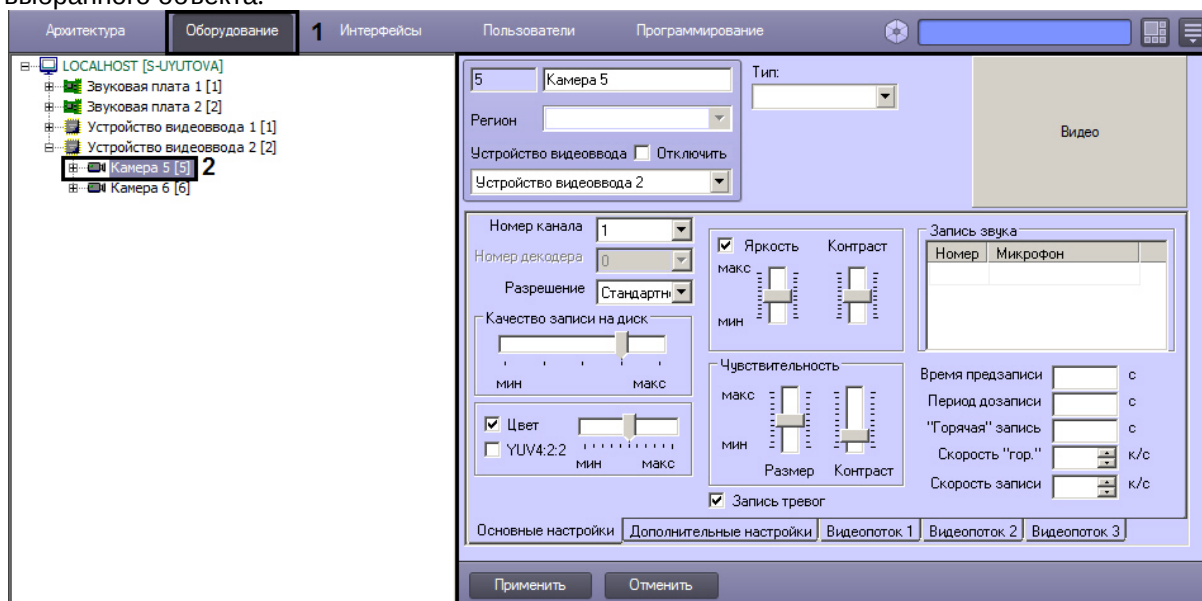 выбранного объекта.
Архитектура Оборудование 1 Интерфейсы Пользователи Программирование
LOCALHOST [S-UYUTOVA]
Звуковая плата 1 [1]
Звуковая плата 2 [2]
Устройство видеоввода 1 [1]
Устройство видеоввода 2 [2]
Камера 5 [5] 2
Камера 6 [6]
5 Камера 5
Регион
Устройство видеоввода Отключить
Устройство видеоввода 2
Тип:
Видео
Номер канала 1
Номер декодера 0
Разрешение Стандартн
Качество записи на диск
мин макс
Цвет
YUV4:2:2
мин макс
Яркость Контраст
макс
мин
Чувствительность
макс
мин
Размер Контраст
Запись тревог
Запись звука
Номер Микрофон
Время предзаписи с
Период дозаписи с
"Горячая" запись с
Скорость "гор." к/с
Скорость записи к/с
Основные настройки Дополнительные настройки Видеопоток 1 Видеопоток 2 Видеопоток 3
Применить Отменить